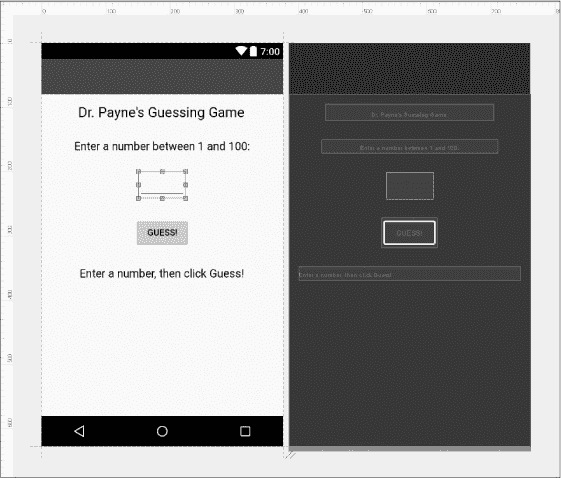 0 100 200 300 400 500 600 700
7:00
Dr. Payne's Guessing Game
Enter a number between 1 and 100:
GUESS!
Enter a number, then click Guess!
Dr. Payne's Guessing Game
Enter a number between 1 and 100:
GUESS!
Enter a number, then click Guess!
100
200
300
400
500
600